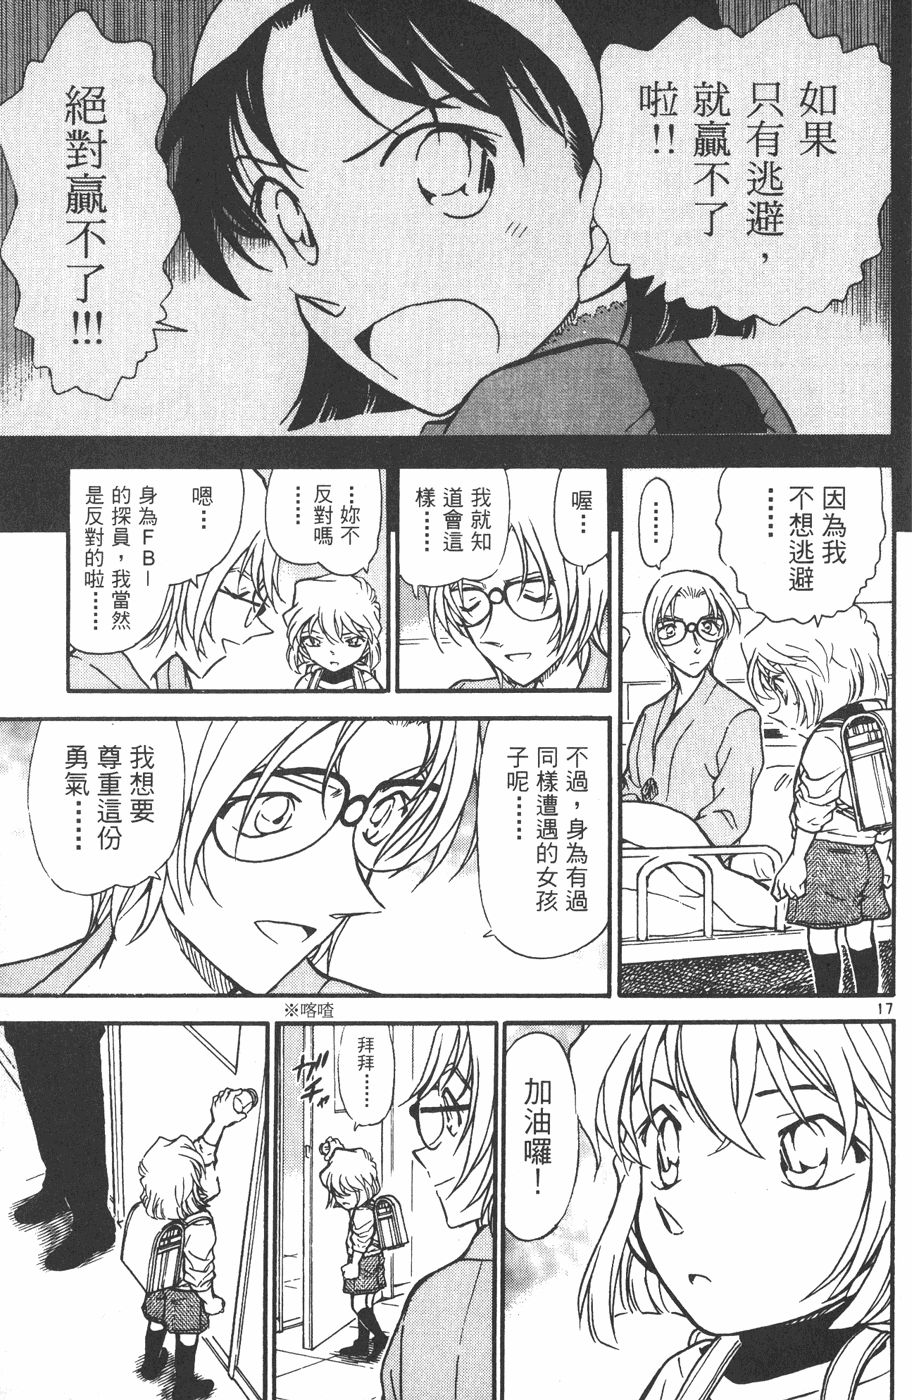 如果
只有逃避，
就贏不了
啦!!
絕對贏不了!!!
因為我
不想逃避
……
……
喔…
我就知
道會這
樣……
……妳不
反對嗎
……
嗯…
身為FBI
的探員，我當然
是反對的啦……
不過，身為有過
同樣遭遇的女孩
子呢……
我想要
尊重這份
勇氣……
17
加油囉！
※喀喳
拜拜……
ガチャ